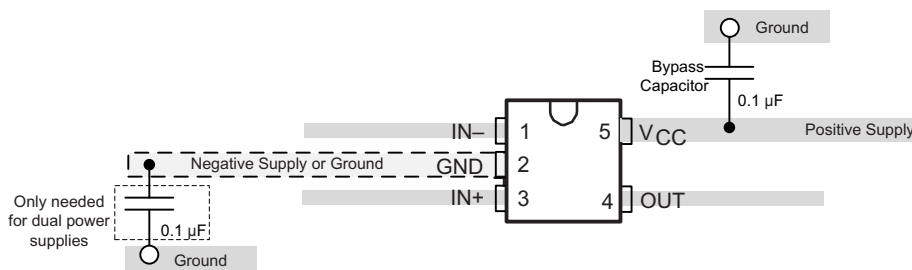 Ground
Bypass
Capacitor
0.1 µF
IN–
1
5
VCC
Positive Supply
Negative Supply or Ground
GND
2
IN+
3
4
OUT
Only needed
for dual power
supplies
0.1 µF
Ground